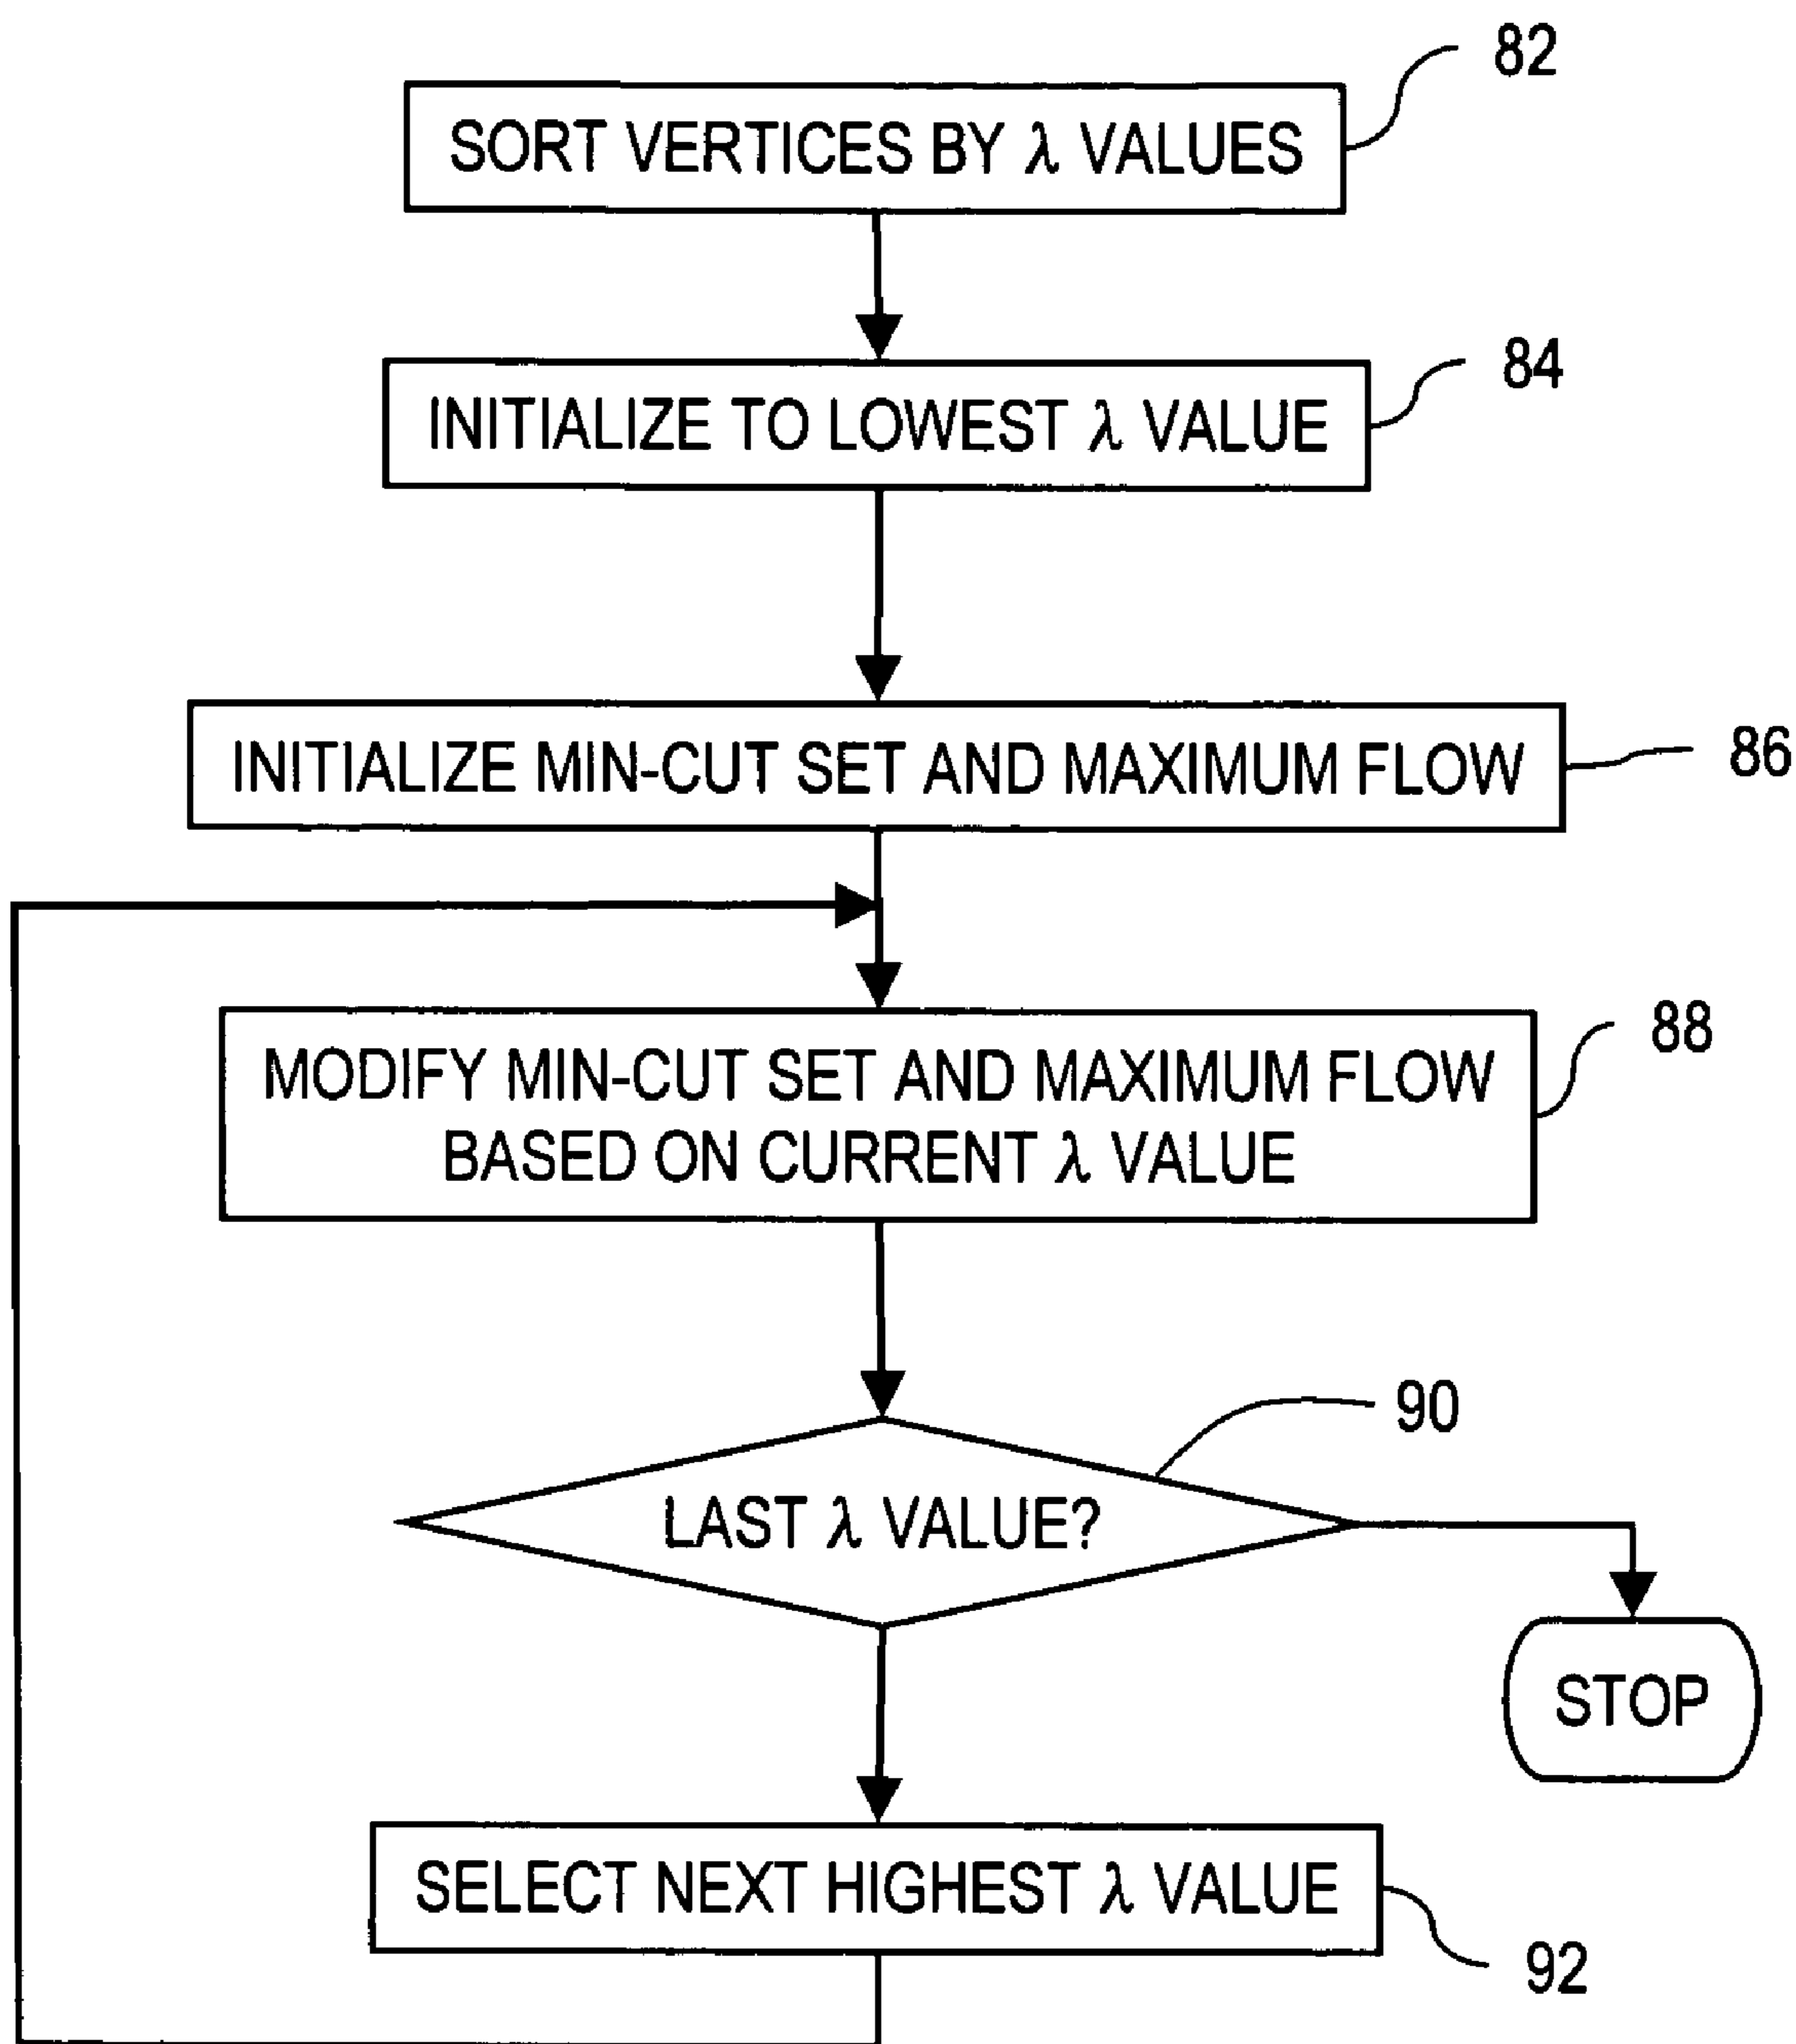 82
SORT VERTICES BY λ VALUES
84
INITIALIZE TO LOWEST λ VALUE
86
INITIALIZE MIN-CUT SET AND MAXIMUM FLOW
88
MODIFY MIN-CUT SET AND MAXIMUM FLOW
BASED ON CURRENT λ VALUE
90
LAST λ VALUE?
STOP
SELECT NEXT HIGHEST λ VALUE
92